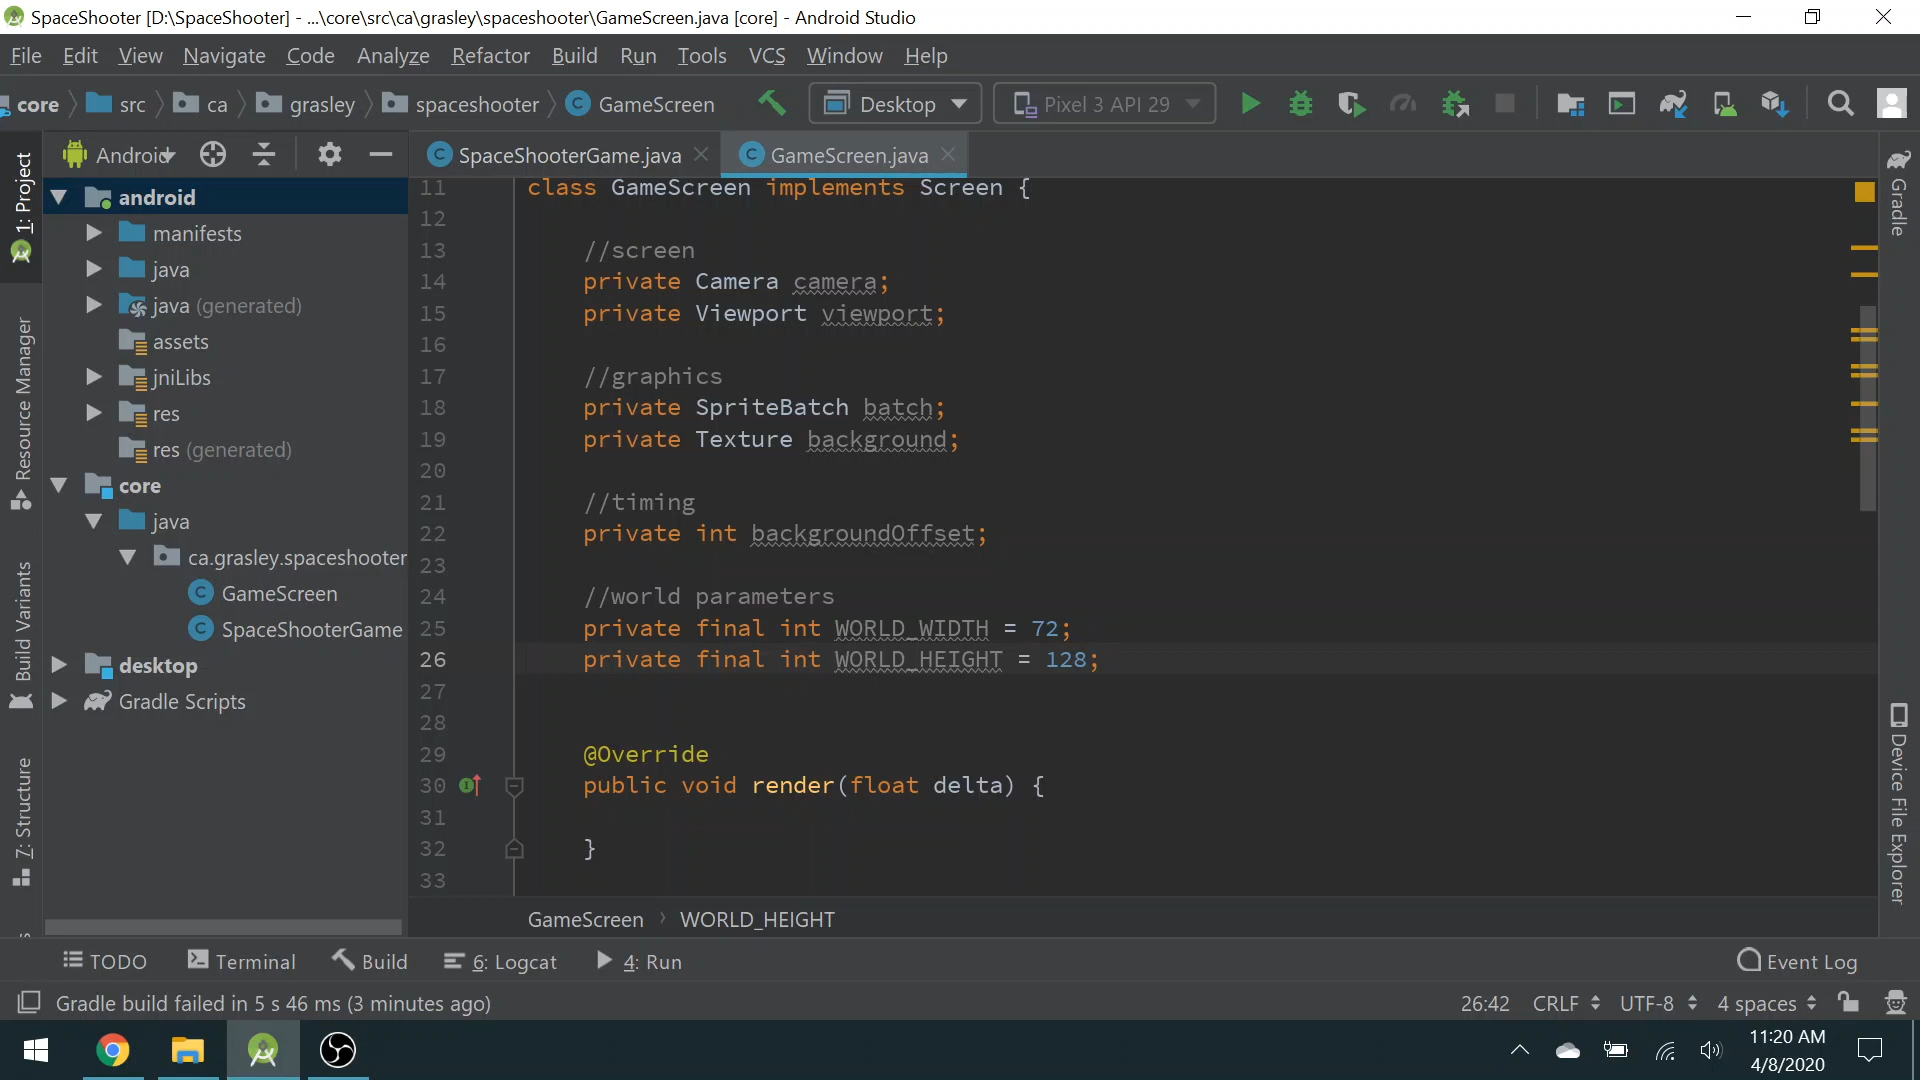 SpaceShooter [D:\SpaceShooter] - ...\core\src\ca\grasley\spaceshooter\GameScreen.java [core] - Android Studio
File Edit View Navigate Code Analyze Refactor Build Run Tools VCS Window Help
core src ca grasley spaceshooter GameScreen Desktop Pixel 3 API 29
Android
SpaceShooterGame.java GameScreen.java
1: Project
Resource Manager
Build Variants
7: Structure
android
manifests
java
java (generated)
assets
jniLibs
res
res (generated)
core
java
ca.grasley.spaceshooter
GameScreen
SpaceShooterGame
desktop
Gradle Scripts
11 class GameScreen implements Screen {
12
13 //screen
14 private Camera camera;
15 private Viewport viewport;
16
17 //graphics
18 private SpriteBatch batch;
19 private Texture background;
20
21 //timing
22 private int backgroundOffset;
23
24 //world parameters
25 private final int WORLD_WIDTH = 72;
26 private final int WORLD_HEIGHT = 128;
27
28
29 @Override
30 public void render(float delta) {
31
32 }
33
GameScreen WORLD_HEIGHT
Gradle
Device File Explorer
TODO Terminal Build 6: Logcat 4: Run Event Log
Gradle build failed in 5 s 46 ms (3 minutes ago) 26:42 CRLF UTF-8 4 spaces
11:20 AM
4/8/2020